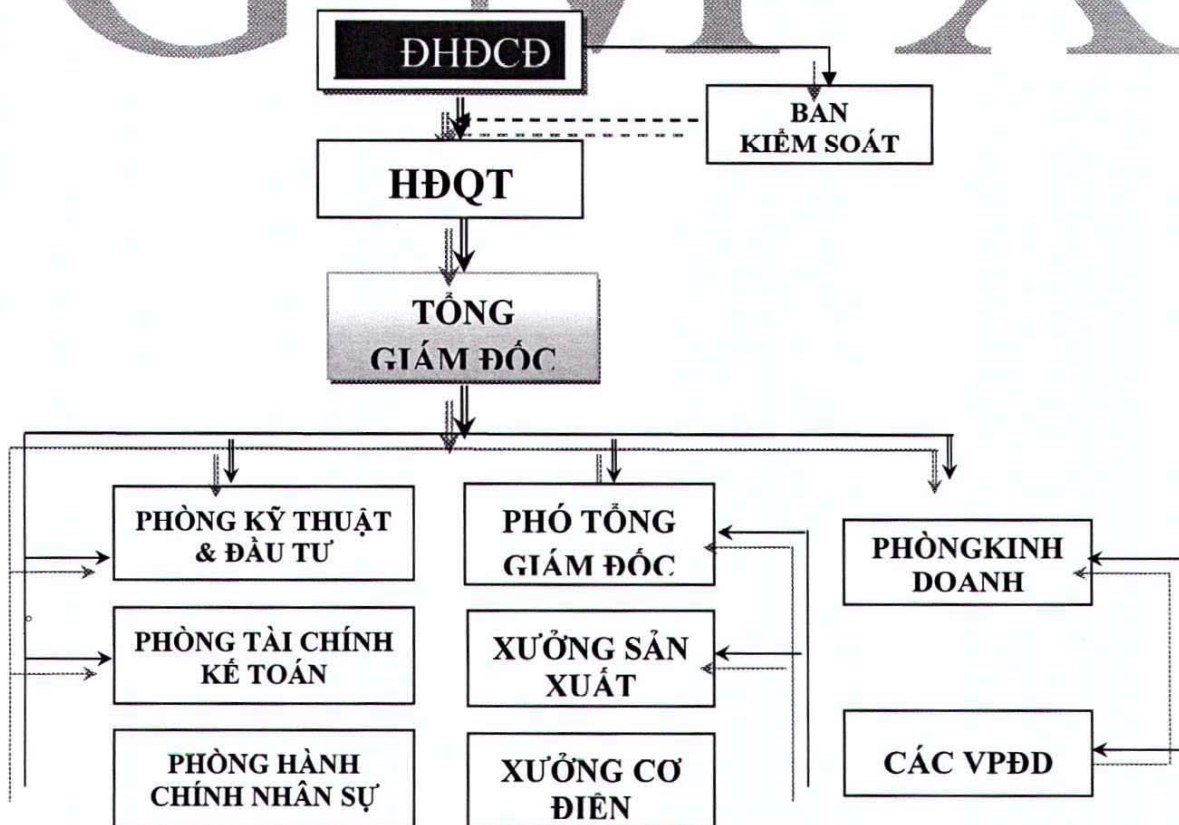 ĐHĐCĐ
BAN
KIỂM SOÁT
HĐQT
TỔNG
GIÁM ĐỐC
PHÒNG KỸ THUẬT
& ĐẦU TƯ
PHÓ TỔNG
GIÁM ĐỐC
PHÒNGKINH
DOANH
PHÒNG TÀI CHÍNH
KẾ TOÁN
XƯỞNG SẢN
XUẤT
PHÒNG HÀNH
CHÍNH NHÂN SỰ
XƯỞNG CƠ
ĐIỆN
CÁC VPĐD